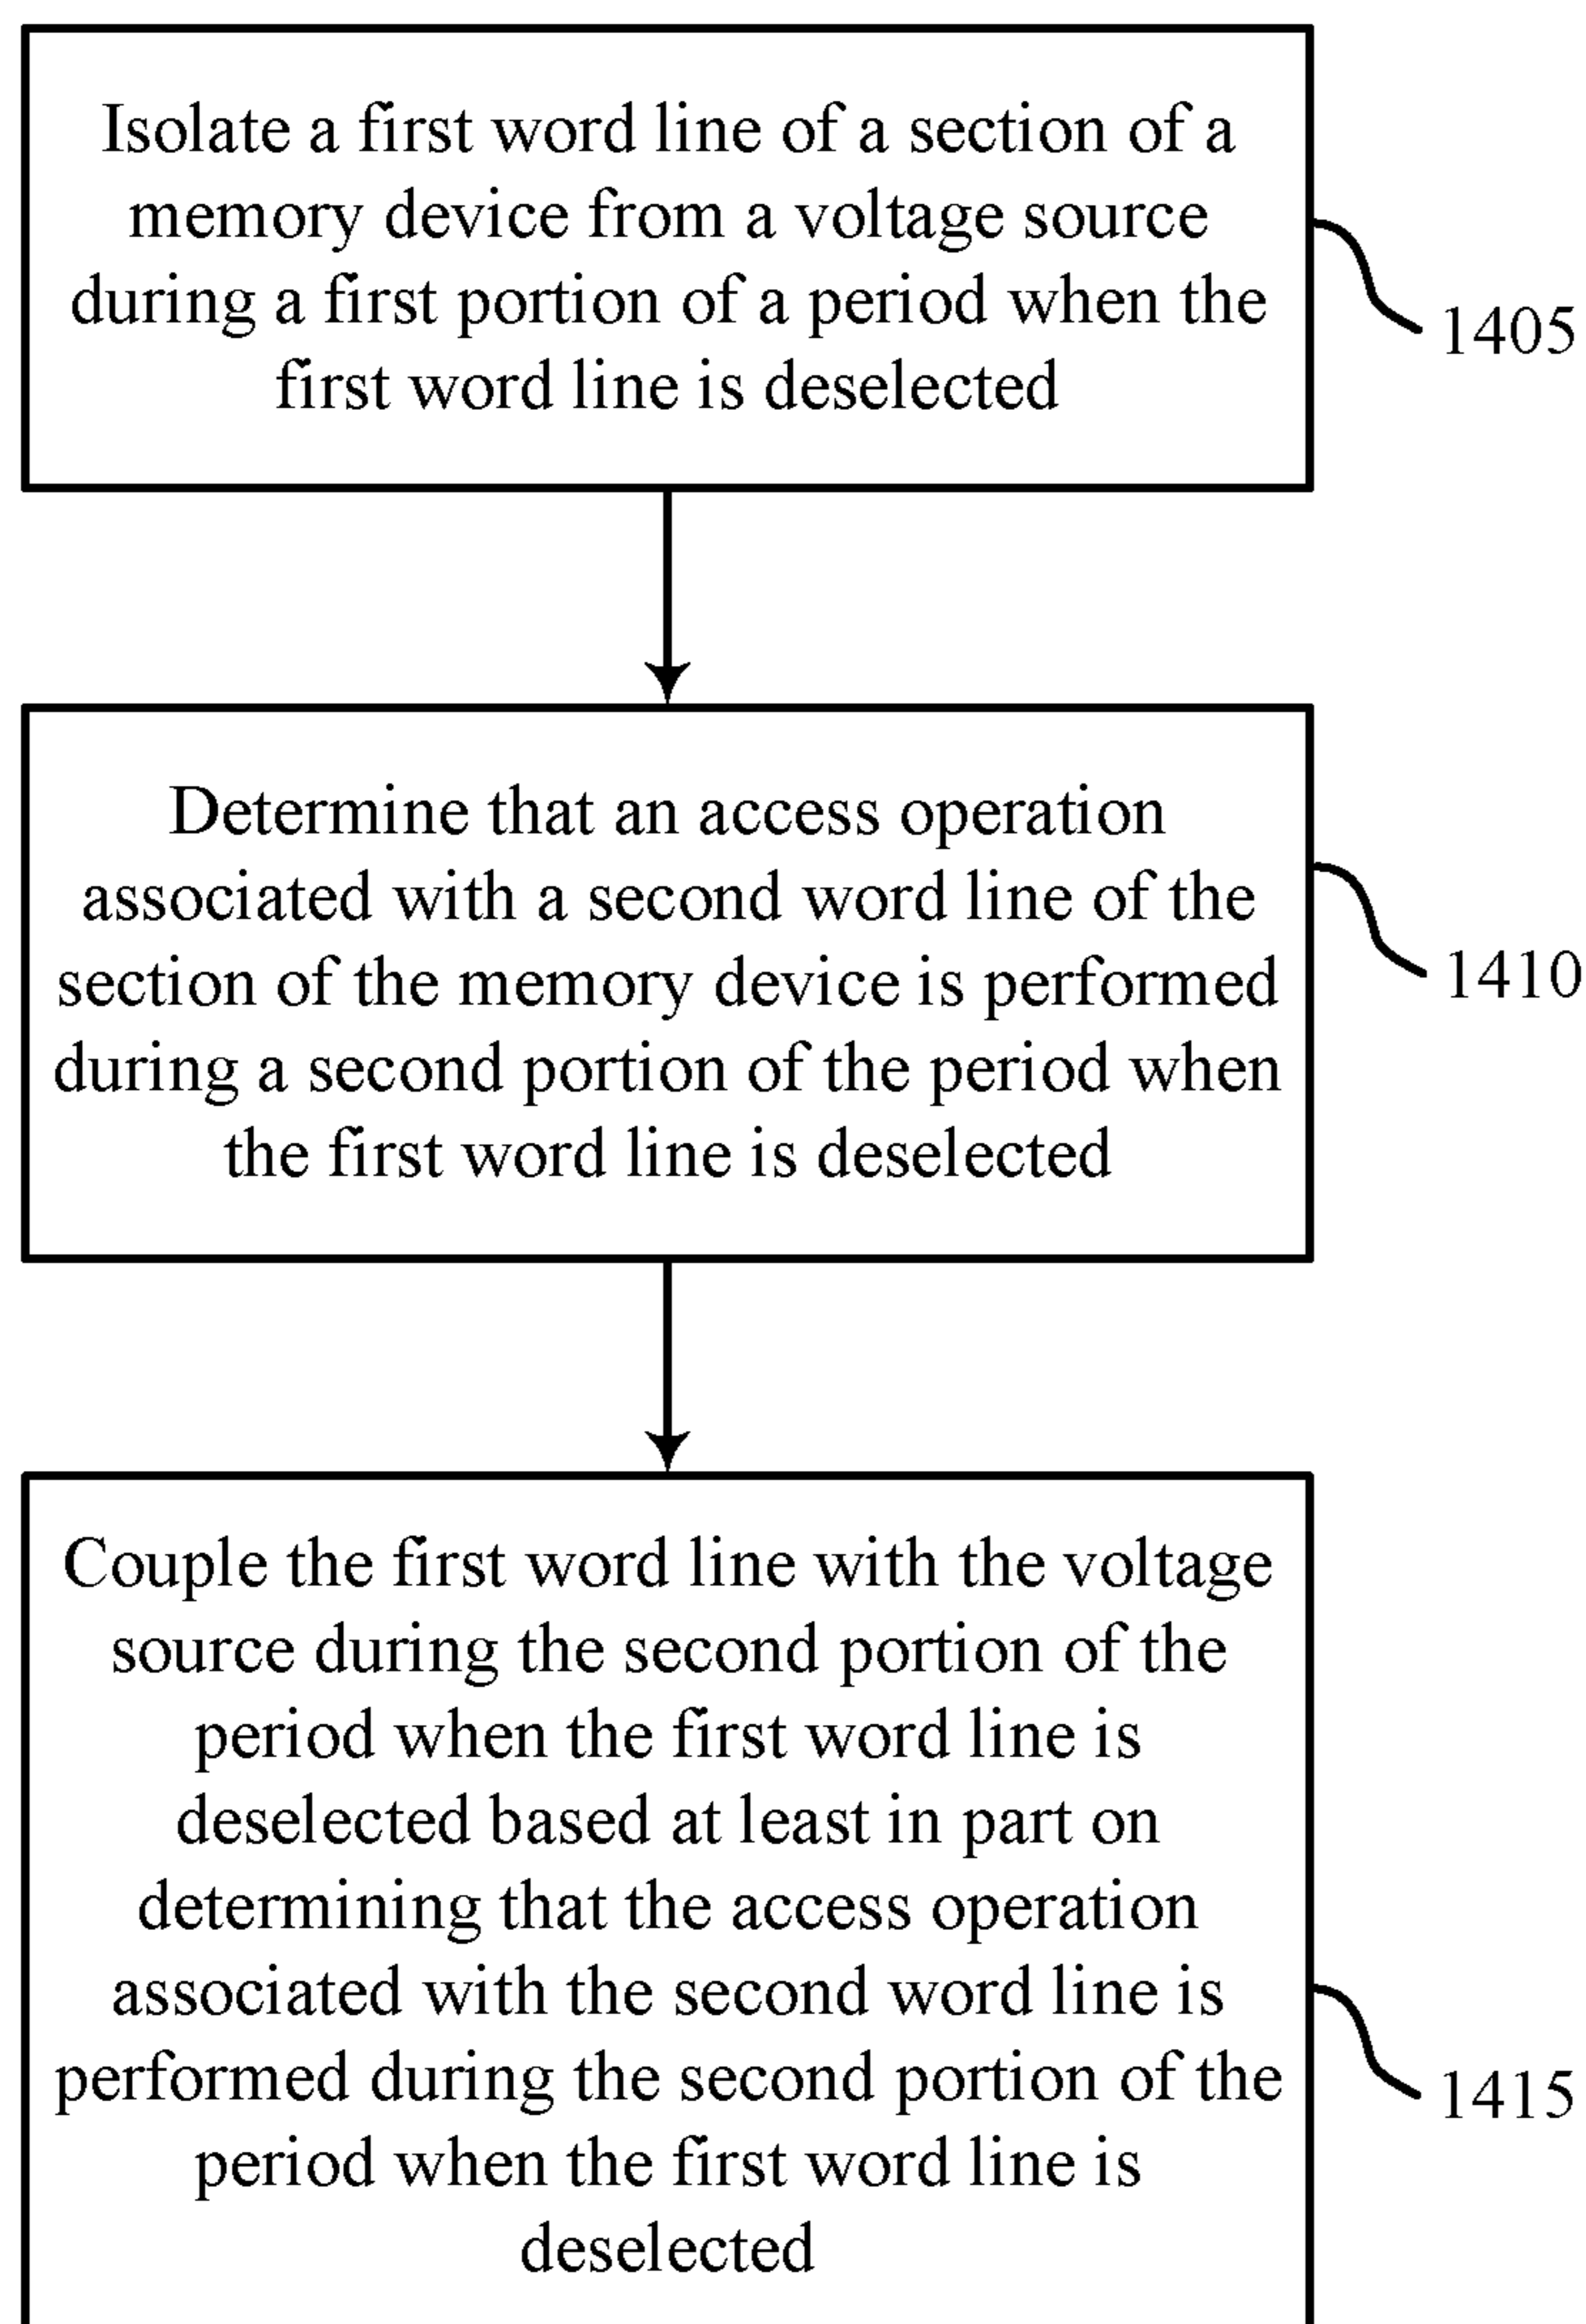 Isolate a first word line of a section of a
memory device from a voltage source
during a first portion of a period when the
first word line is deselected
1405
Determine that an access operation
associated with a second word line of the
section of the memory device is performed
during a second portion of the period when
the first word line is deselected
1410
Couple the first word line with the voltage
source during the second portion of the
period when the first word line is
deselected based at least in part on
determining that the access operation
associated with the second word line is
performed during the second portion of the
period when the first word line is
deselected
1415